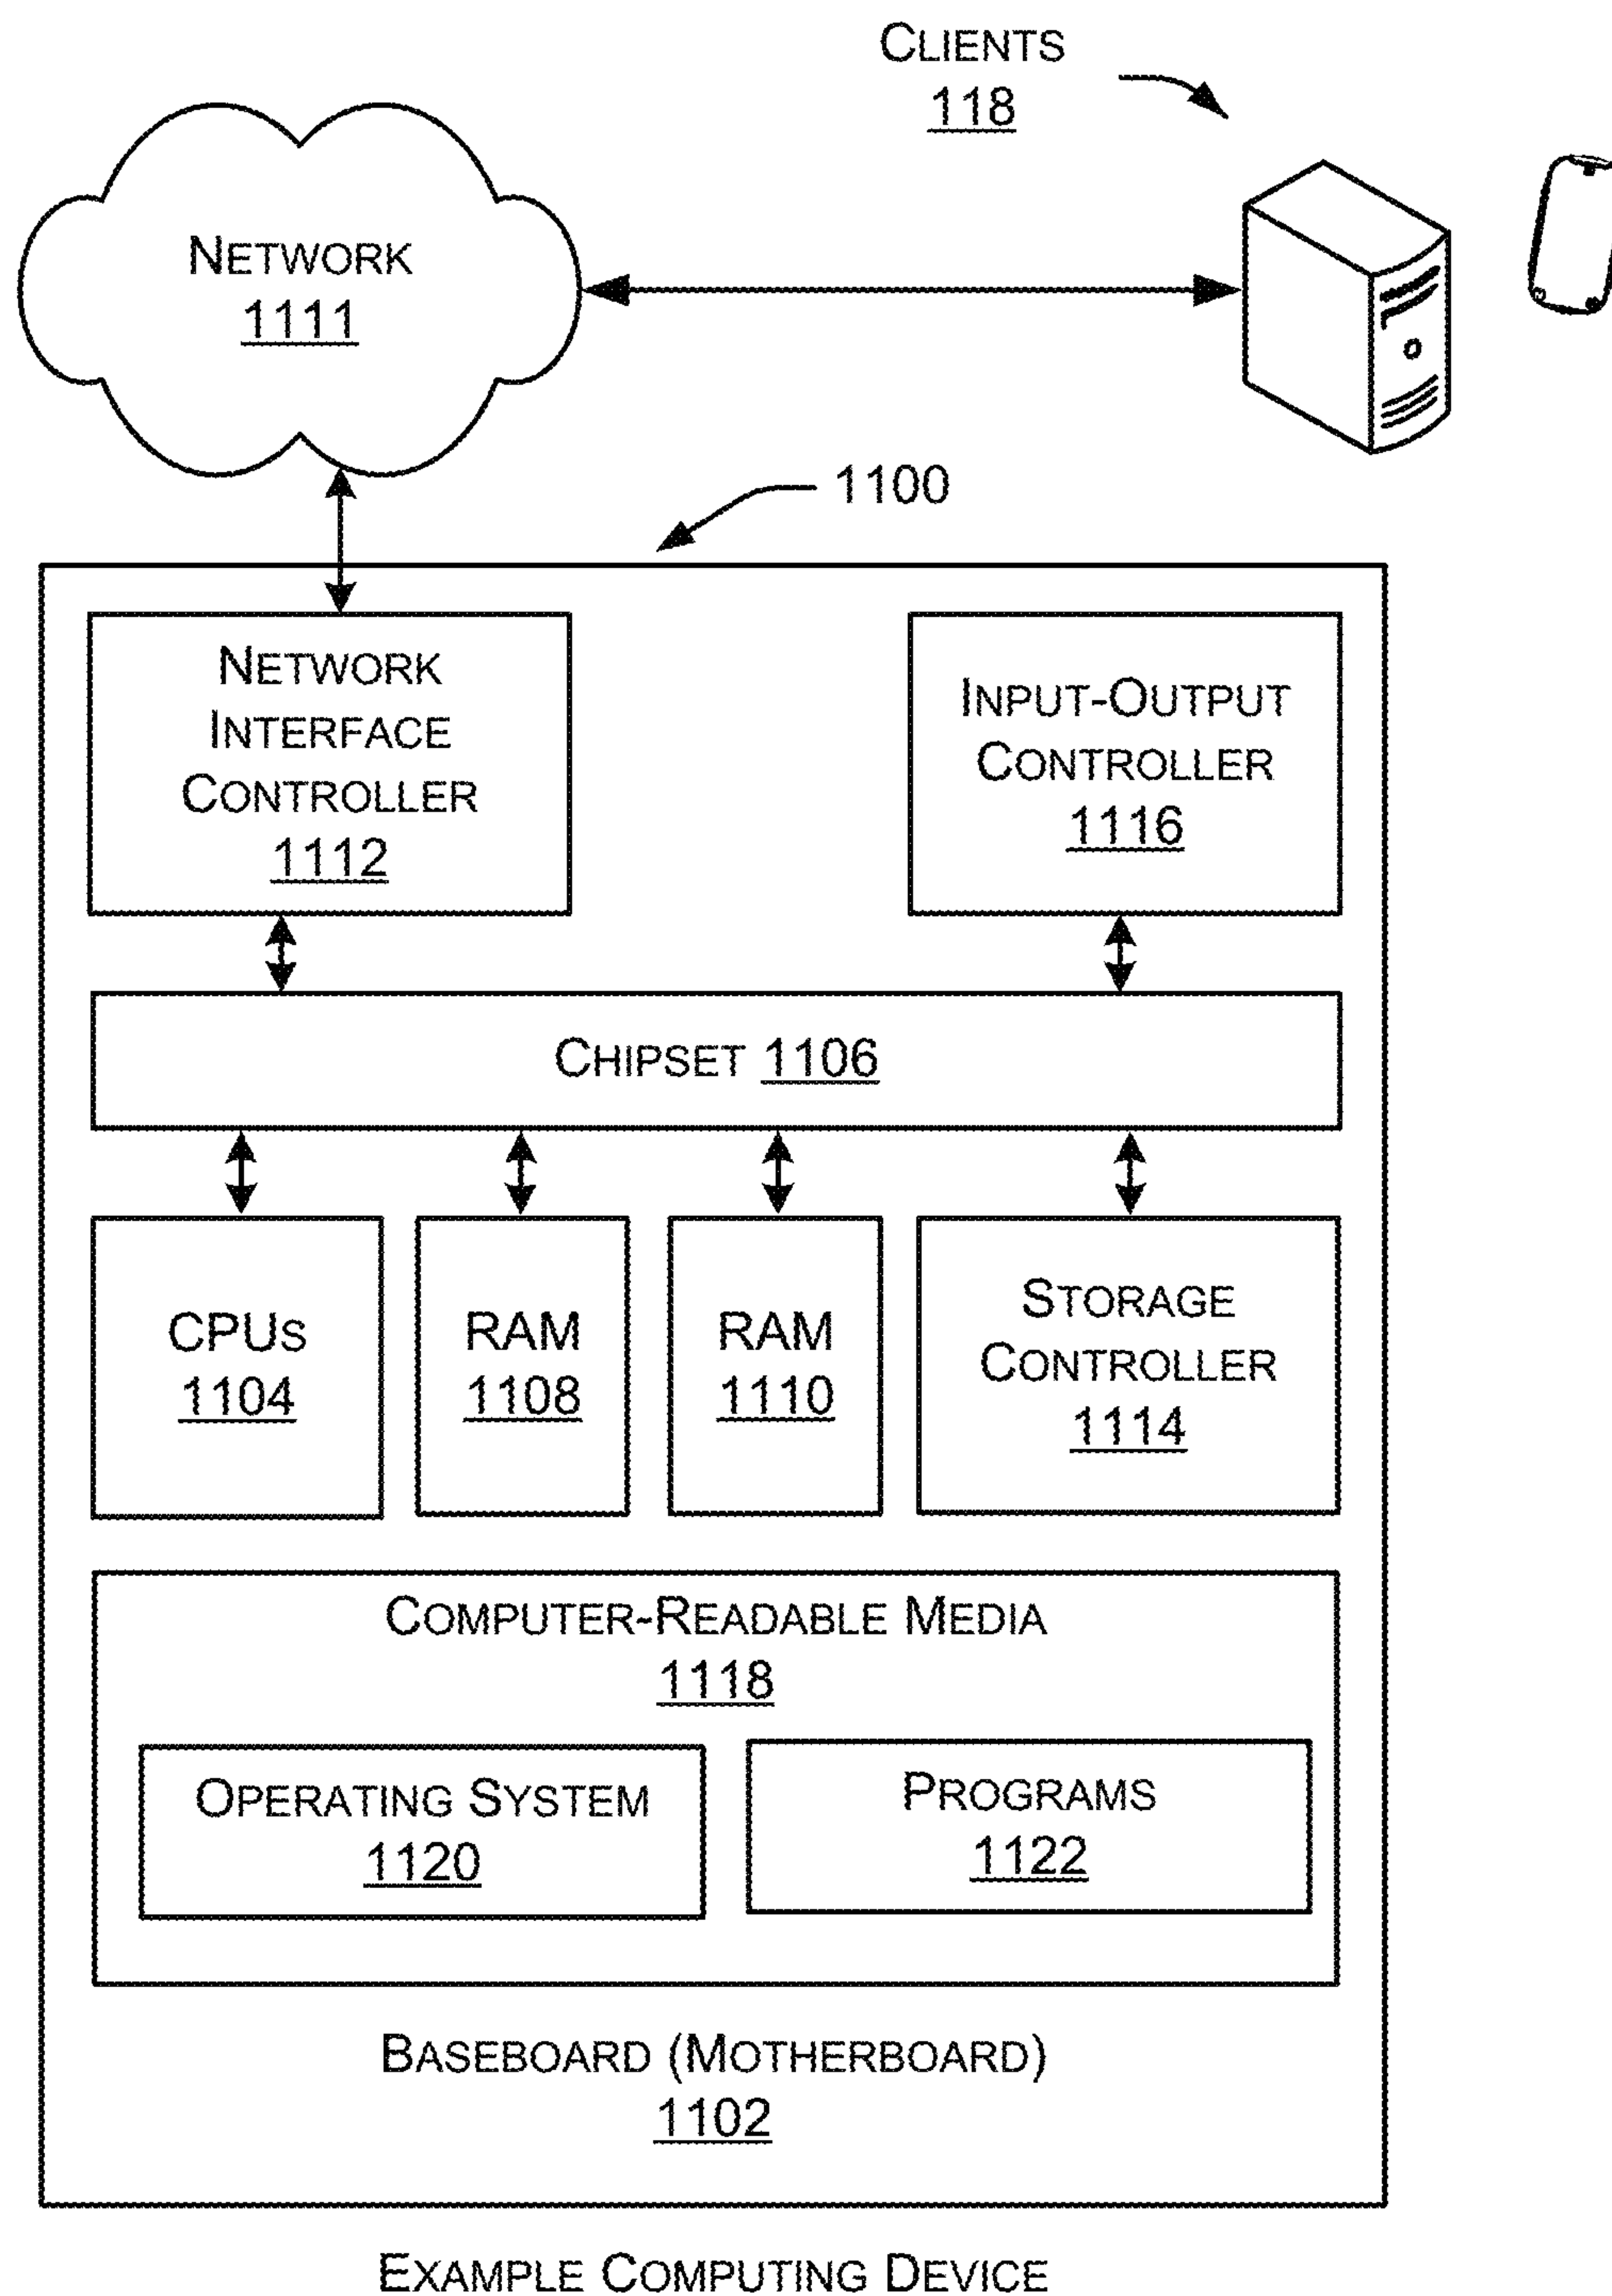 CLIENTS
118
NETWORK
1111
1100
NETWORK
INTERFACE
CONTROLLER
1112
INPUT-OUTPUT
CONTROLLER
1116
CHIPSET 1106
CPUS
1104
RAM
1108
RAM
1110
STORAGE
CONTROLLER
1114
COMPUTER-READABLE MEDIA
1118
OPERATING SYSTEM
1120
PROGRAMS
1122
BASEBOARD (MOTHERBOARD)
1102
EXAMPLE COMPUTING DEVICE